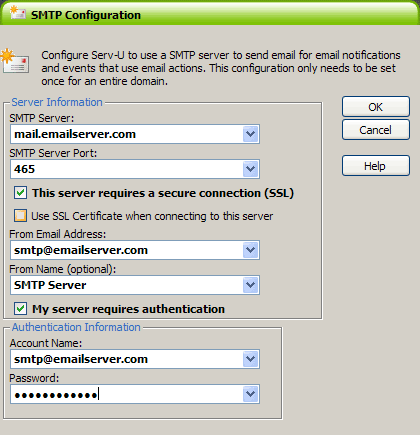 SMTP Configuration
Configure Serv-U to use a SMTP server to send email for email notifications
and events that use email actions. This configuration only needs to be set
once for an entire domain.
Server Information
SMTP Server:
mail.emailserver.com
SMTP Server Port:
465
This server requires a secure connection (SSL)
Use SSL Certificate when connecting to this server
From Email Address:
smtp@emailserver.com
From Name (optional):
SMTP Server
My server requires authentication
Authentication Information
Account Name:
smtp@emailserver.com
Password:
••••••••••••
OK
Cancel
Help